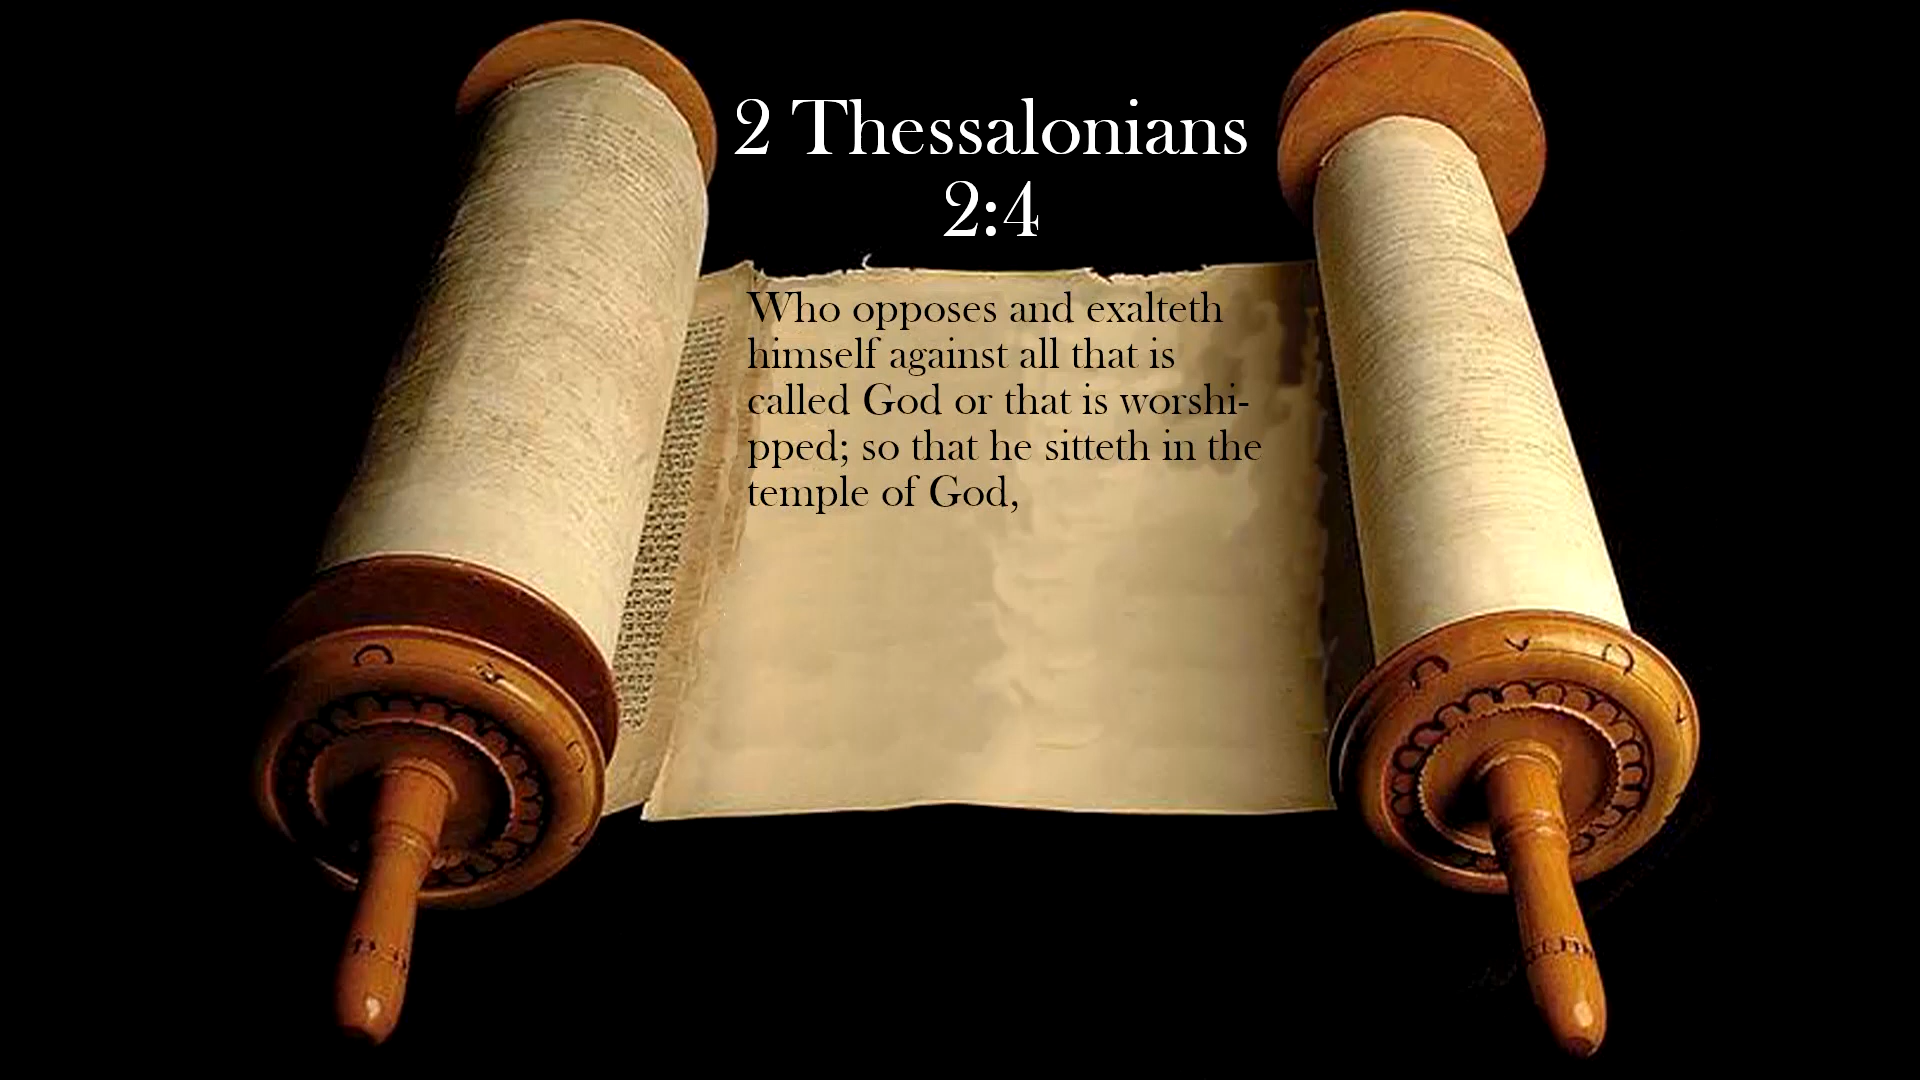 2 Thessalonians
2:4
Who opposes and exalteth
himself against all that is
called God or that is worshi-
pped; so that he sitteth in the
temple of God,